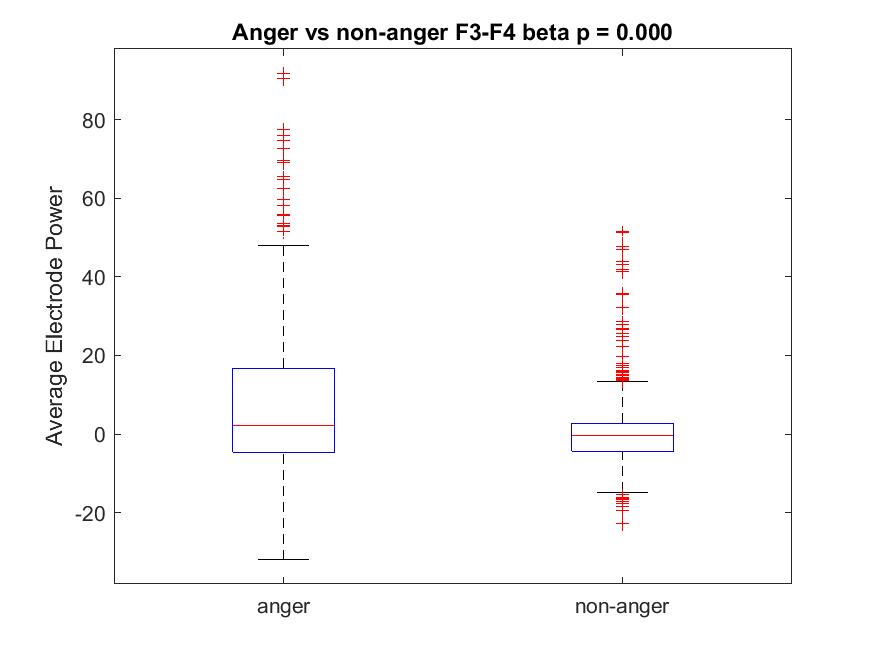 Anger vs non-anger F3-F4 beta p = 0.000
Average Electrode Power
80
60
40
20
0
-20
anger
non-anger